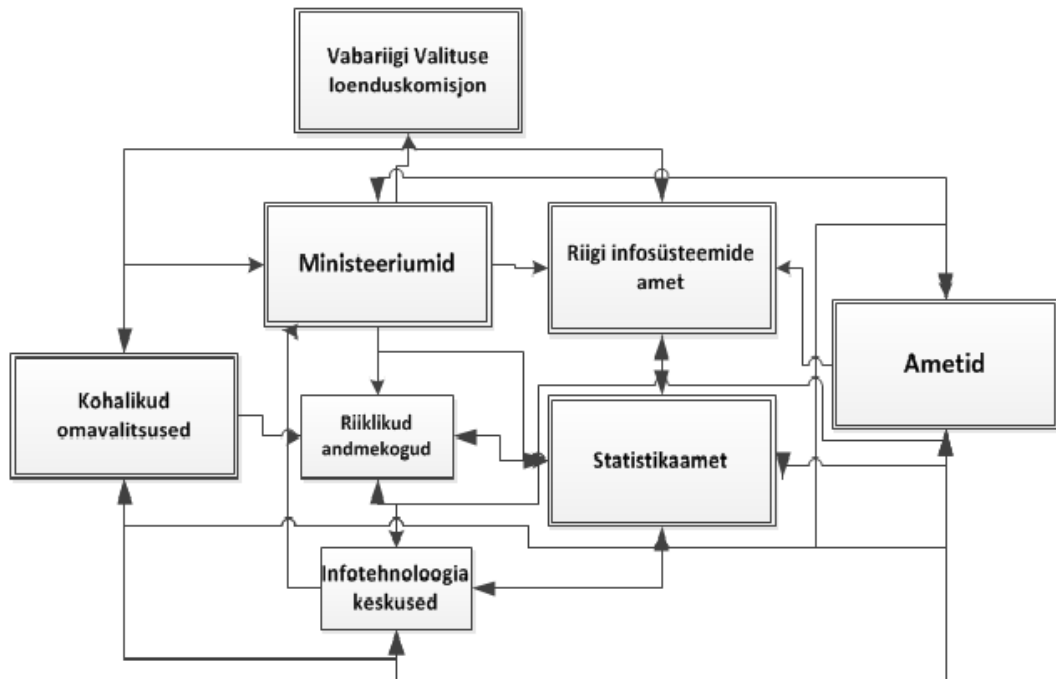 Vabariigi Valituse
loenduskomisjon
Ministeeriumid
Riigi infosüsteemide
amet
Ametid
Kohalikud
omavalitsused
Riiklikud
andmekogud
Statistikaamet
Infotehnoloogia
keskused